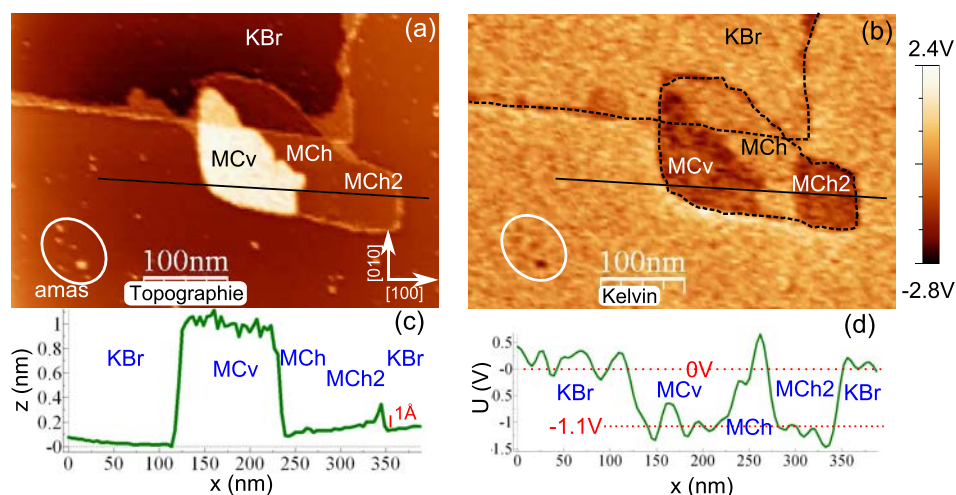 (a)
KBr
MCv
MCh
MCh2
amas
100nm
Topographie
[010]
[100]
(b)
KBr
MCv
MCh
MCh2
100nm
Kelvin
2.4V
-2.8V
(c)
z (nm)
1
0.8
0.6
0.4
0.2
-0
KBr
MCv
MCh
MCh2
KBr
1Å
0 50 100 150 200 250 300 350
x (nm)
(d)
U (V)
0.5
-0
-0.5
-1
-1.5
0V
-1.1V
KBr
MCv
MCh
MCh2
KBr
0 50 100 150 200 250 300 350
x (nm)